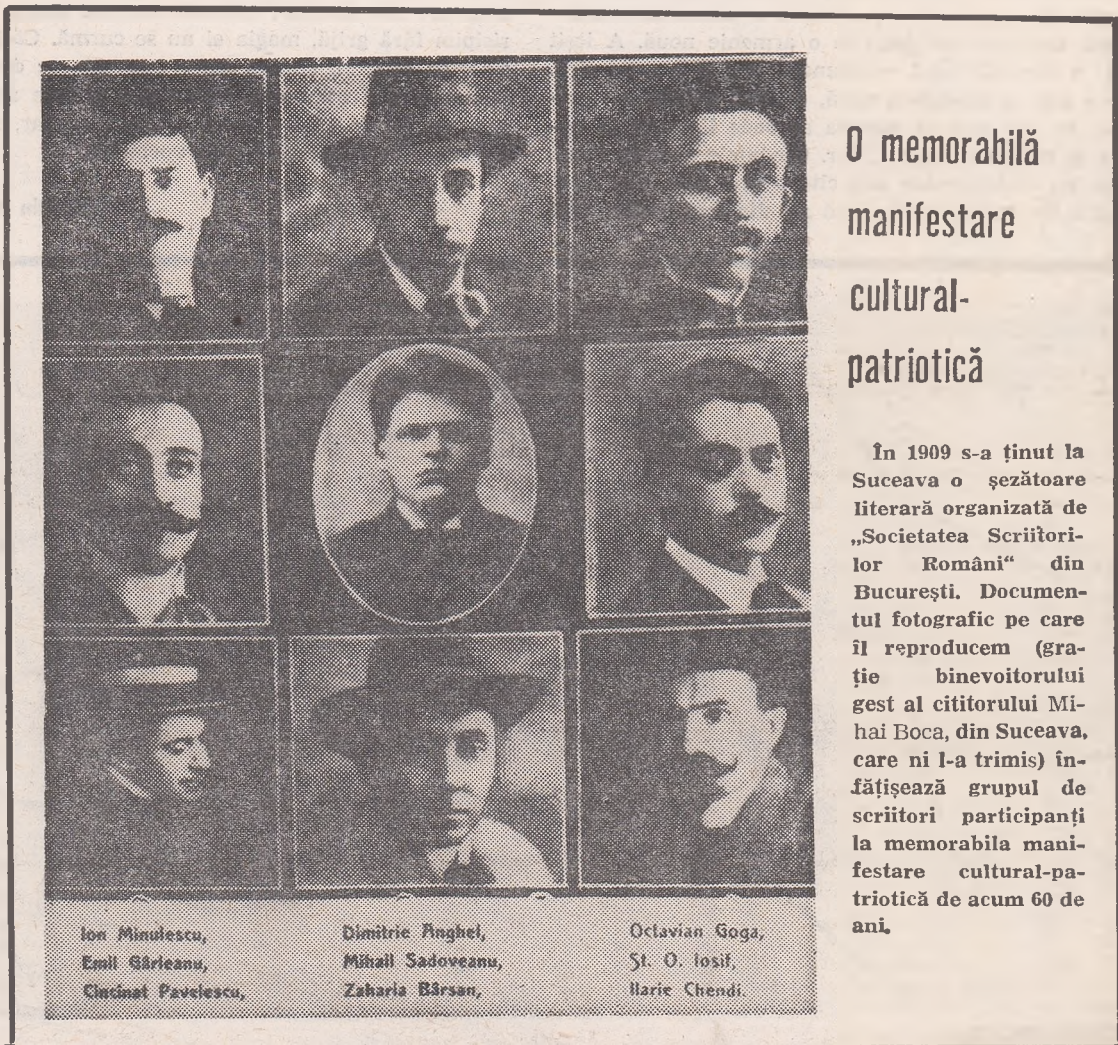 O memorabilă
manifestare
cultural-
patriotică
În 1909 s-a ținut la
Suceava o șezătoare
literară organizată de
„Societatea Scriitori-
lor Români“ din
București. Documen-
tul fotografic pe care
îl reproducem (gra-
ție binevoitorului
gest al cititorului Mi-
hai Boca, din Suceava,
care ni l-a trimis) în-
fățișează grupul de
scriitori participanți
la memorabila mani-
festare cultural-pa-
triotică de acum 60 de
ani.
Ion Minulescu, Dimitrie Anghel, Octavian Goga,
Emil Gârleanu, Mihail Sadoveanu, Șt. O. Iosif,
Cincinat Pavelescu, Zaharia Bârsan, Ilarie Chendi.